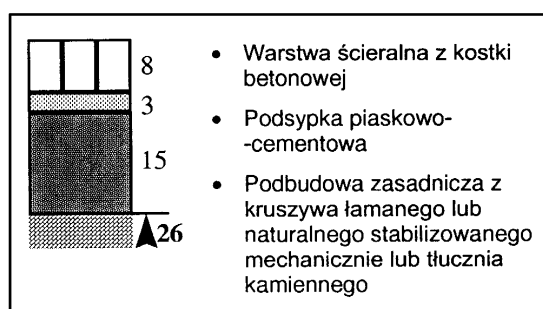 8
3
15
26
• Warstwa ścieralna z kostki
betonowej
• Podsypka piaskowo-
-cementowa
• Podbudowa zasadnicza z
kruszywa łamanego lub
naturalnego stabilizowanego
mechanicznie lub tłucznia
kamiennego